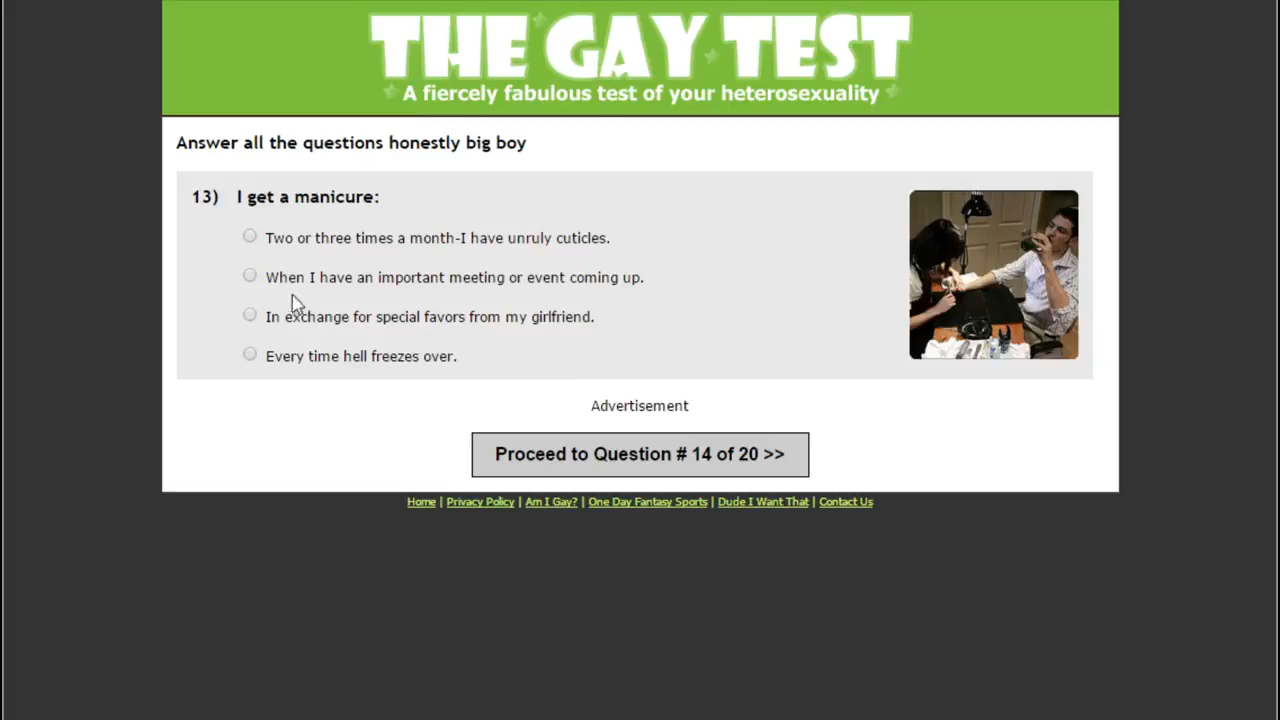 THE GAY TEST
A fiercely fabulous test of your heterosexuality
Answer all the questions honestly big boy
13) I get a manicure:
Two or three times a month-I have unruly cuticles.
When I have an important meeting or event coming up.
In exchange for special favors from my girlfriend.
Every time hell freezes over.
Advertisement
Proceed to Question # 14 of 20 >>
Home | Privacy Policy | Am I Gay? | One Day Fantasy Sports | Dude I Want That | Contact Us